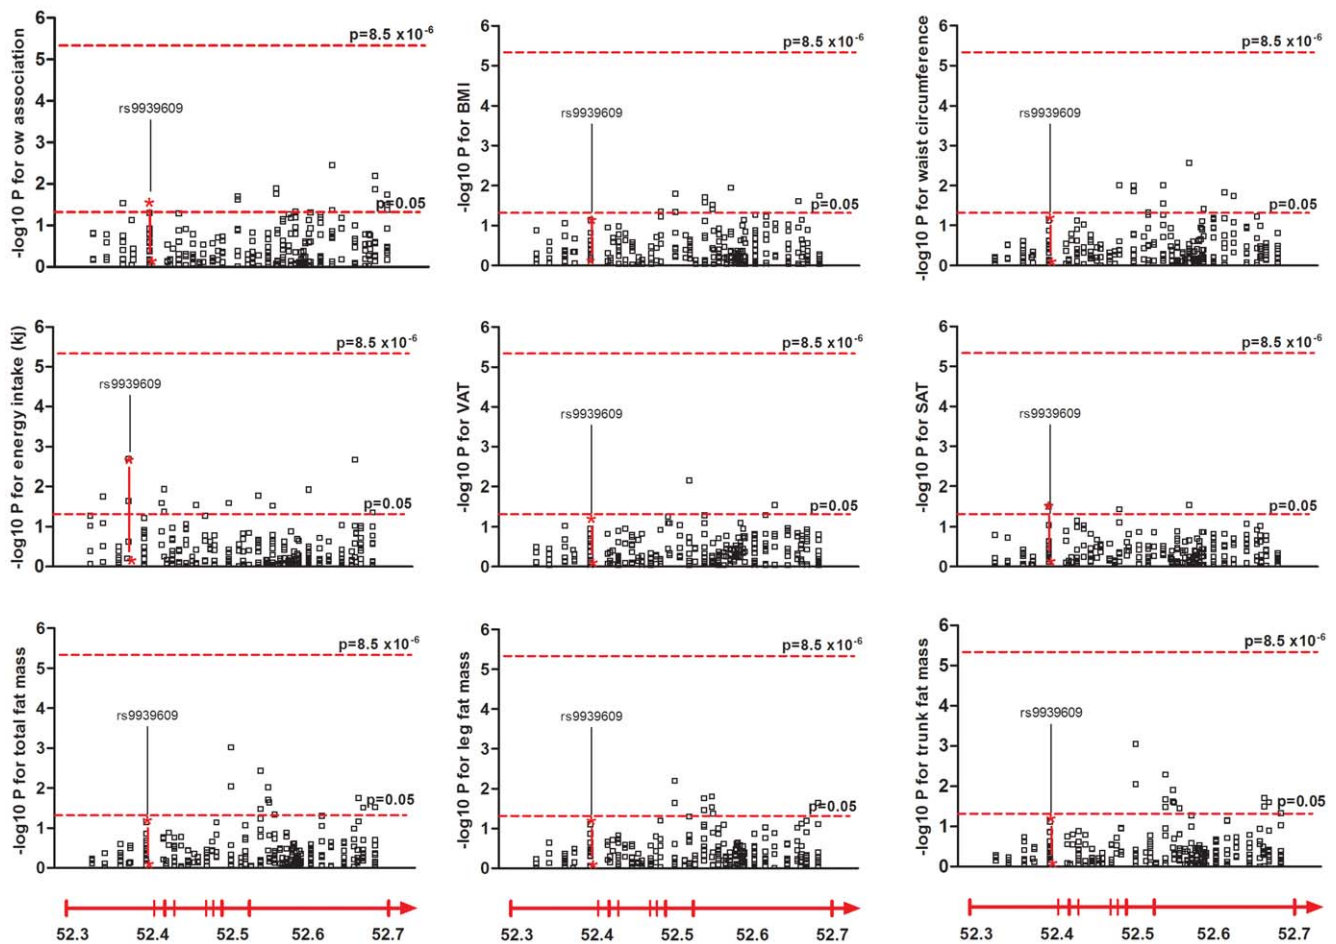 -log10 P for ow association
6
5
4
3
2
1
0
p=8.5 x10-6
rs9939609
p=0.05
-log10 P for BMI
6
5
4
3
2
1
0
p=8.5 x10-6
rs9939609
p=0.05
-log10 P for waist circumference
6
5
4
3
2
1
0
p=8.5 x10-6
rs9939609
p=0.05
-log10 P for energy intake (kj)
6
5
4
3
2
1
0
p=8.5 x10-6
rs9939609
p=0.05
-log10 P for VAT
6
5
4
3
2
1
0
p=8.5 x10-6
rs9939609
p=0.05
-log10 P for SAT
6
5
4
3
2
1
0
p=8.5 x10-6
rs9939609
p=0.05
-log10 P for total fat mass
6
5
4
3
2
1
0
p=8.5 x10-6
rs9939609
p=0.05
-log10 P for leg fat mass
6
5
4
3
2
1
0
p=8.5 x10-6
rs9939609
p=0.05
-log10 P for trunk fat mass
6
5
4
3
2
1
0
p=8.5 x10-6
rs9939609
p=0.05
52.3 52.4 52.5 52.6 52.7
52.3 52.4 52.5 52.6 52.7
52.3 52.4 52.5 52.6 52.7